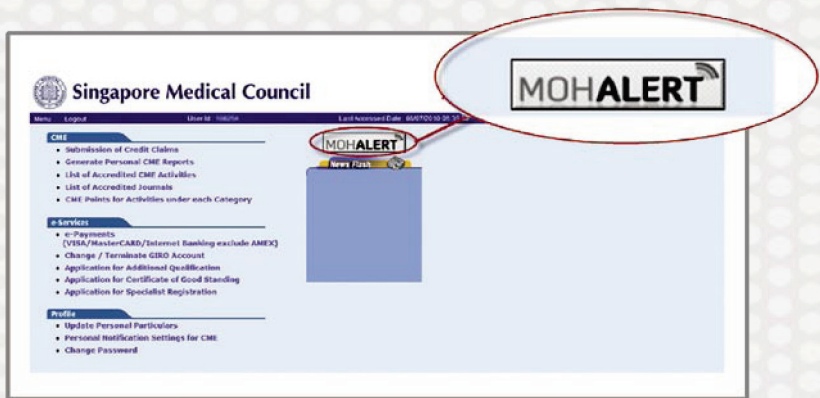 MOHALERT
Singapore Medical Council
Menu Logout User Id Last Accessed Date
CME
MOHALERT
• Submission of Credit Claims
News Flash
• Generate Personal CME Reports
• List of Accredited CME Activities
• List of Accredited Journals
• CME Points for Activities under each Category
e-Services
• e-Payments
(VISA/MasterCARD/Internet Banking exclude AMEX)
• Change / Terminate GIRO Account
• Application for Additional Qualification
• Application for Certificate of Good Standing
• Application for Specialist Registration
Profile
• Update Personal Particulars
• Personal Notification Settings for CME
• Change Password